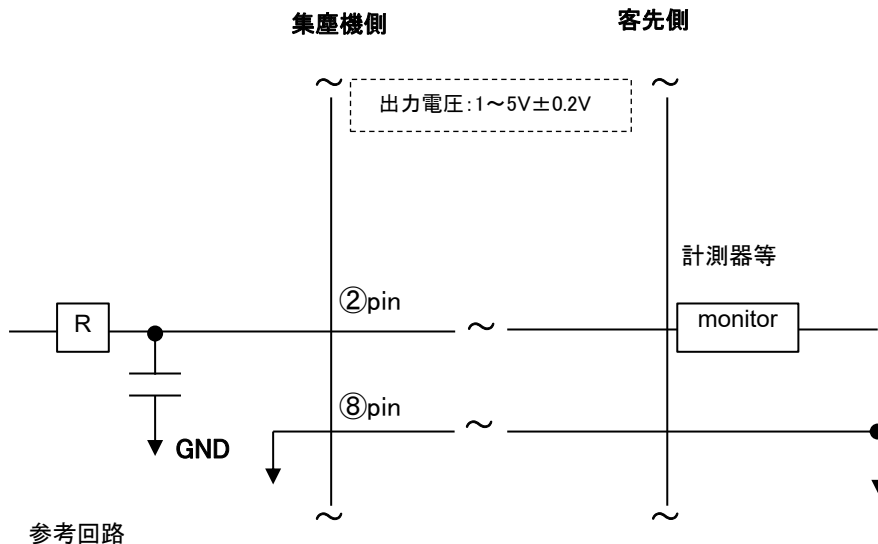 集塵機側
客先側
出力電圧:1～5V±0.2V
計測器等
②pin
R
monitor
⑧pin
GND
参考回路